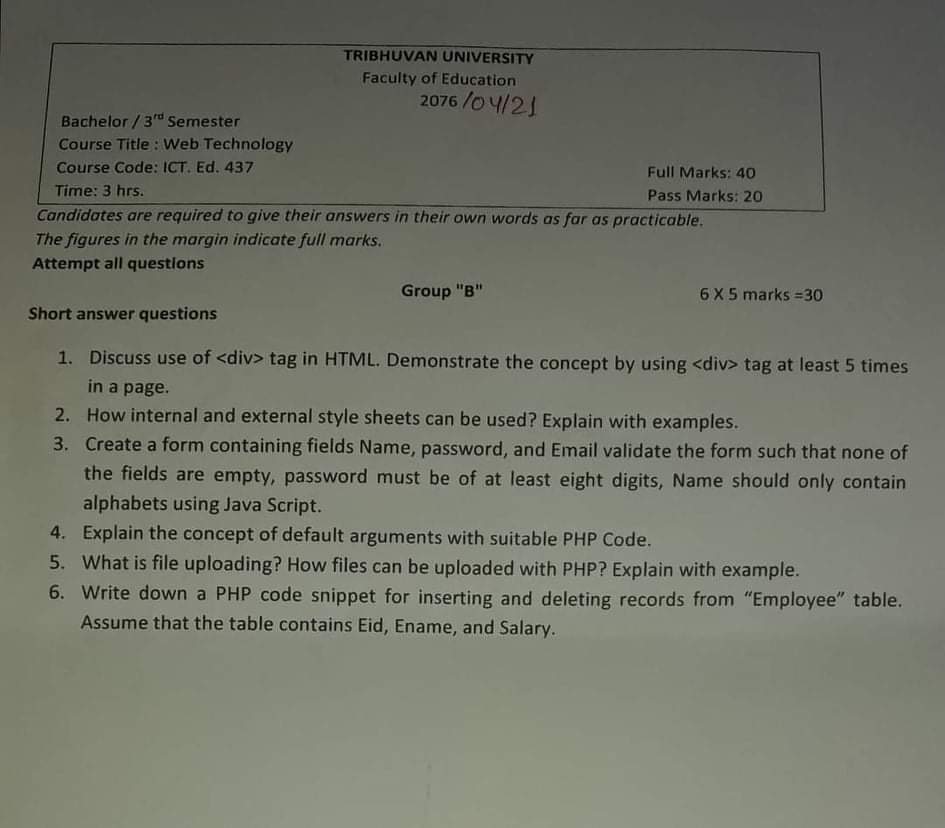 TRIBHUVAN UNIVERSITY
Faculty of Education
2076/04/21
Bachelor / 3rd Semester
Course Title : Web Technology
Course Code: ICT. Ed. 437
Full Marks: 40
Time: 3 hrs.
Pass Marks: 20
Candidates are required to give their answers in their own words as far as practicable.
The figures in the margin indicate full marks.
Attempt all questions
Group "B"
6 X 5 marks =30
Short answer questions
1. Discuss use of <div> tag in HTML. Demonstrate the concept by using <div> tag at least 5 times
in a page.
2. How internal and external style sheets can be used? Explain with examples.
3. Create a form containing fields Name, password, and Email validate the form such that none of
the fields are empty, password must be of at least eight digits, Name should only contain
alphabets using Java Script.
4. Explain the concept of default arguments with suitable PHP Code.
5. What is file uploading? How files can be uploaded with PHP? Explain with example.
6. Write down a PHP code snippet for inserting and deleting records from “Employee” table.
Assume that the table contains Eid, Ename, and Salary.